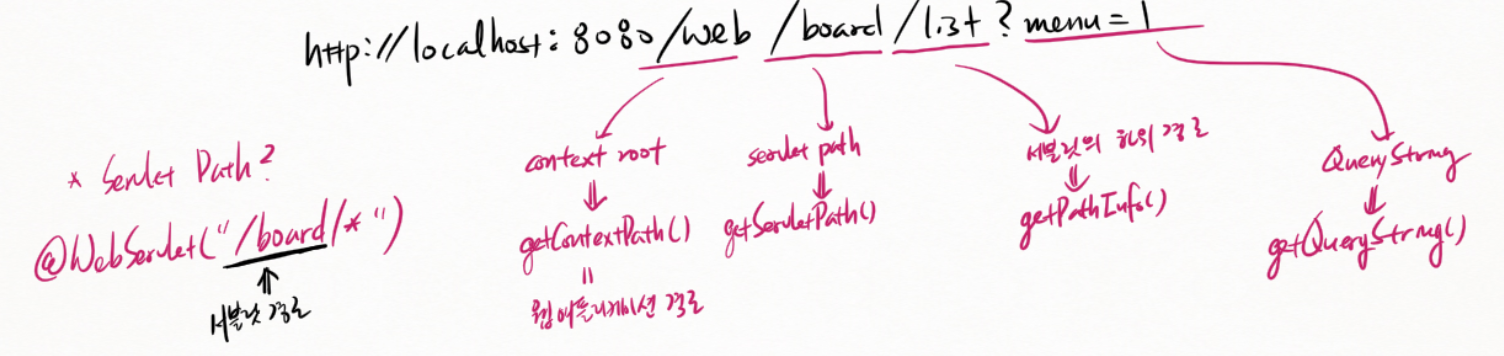 http://localhost:8080/web/board/list?menu=1
* Servlet Path?
@WebServlet("/board/*")
서블릿 경로
context root
getContextPath()
웹 애플리케이션 경로
servlet path
getServletPath()
서블릿의 하위 경로
getPathInfo()
QueryString
getQueryString()